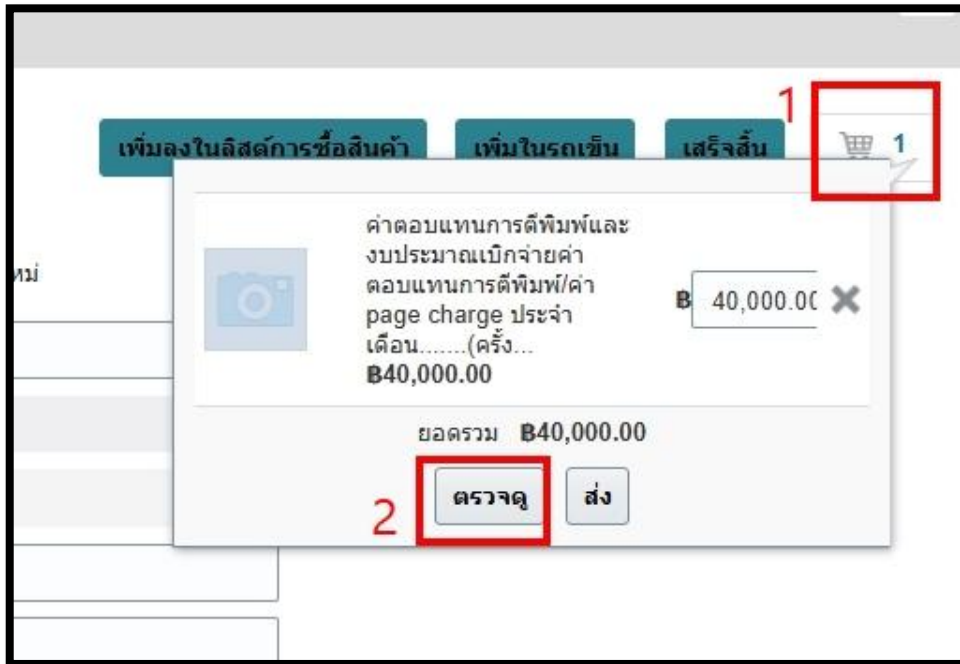 1
เพิ่มลงในลิสต์การซื้อสินค้า เพิ่มในรถเข็น เสร็จสิ้น 1
ค่าตอบแทนการตีพิมพ์และ
งบประมาณเบิกจ่ายค่า
ตอบแทนการตีพิมพ์/ค่า
page charge ประจำ
เดือน.......(ครั้ง...
฿40,000.00
฿ 40,000.00
ยอดรวม ฿40,000.00
2 ตรวจดู ส่ง